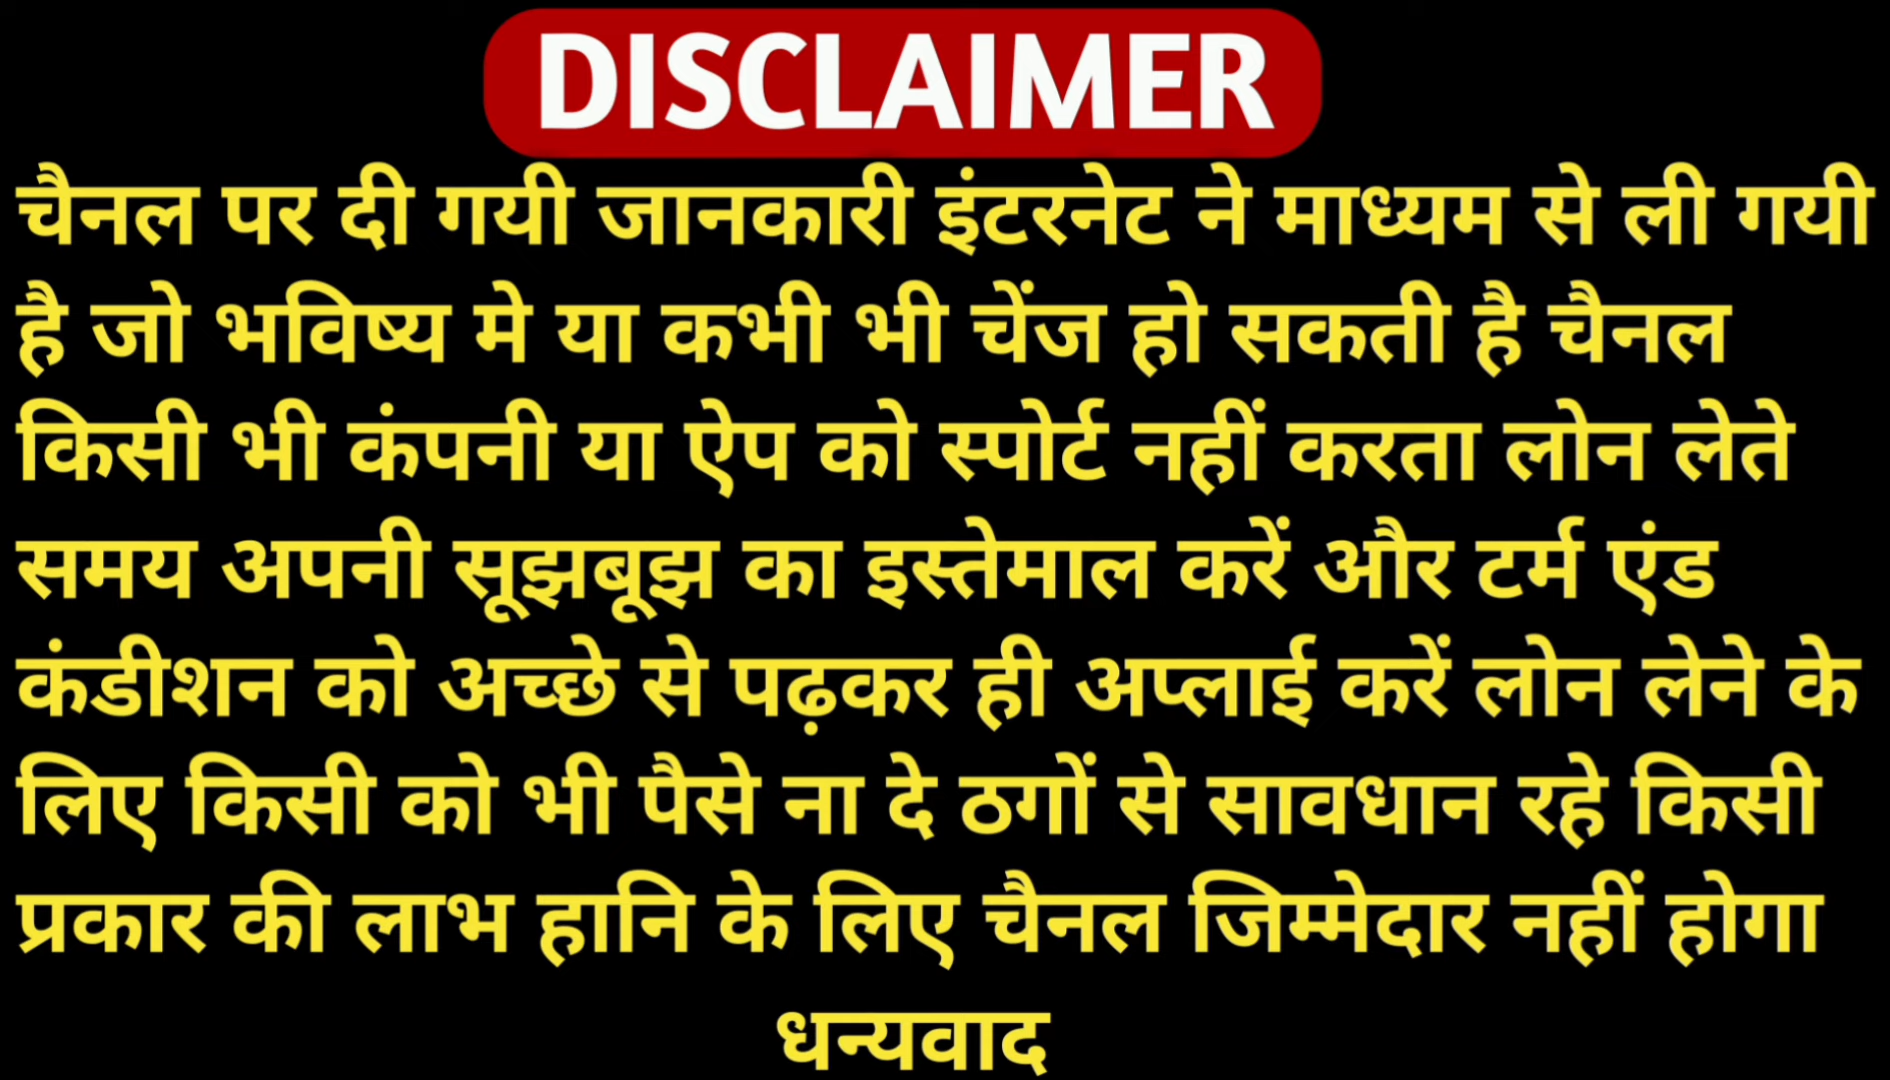 DISCLAIMER
चैनल पर दी गयी जानकारी इंटरनेट ने माध्यम से ली गयी
है जो भविष्य मे या कभी भी चेंज हो सकती है चैनल
किसी भी कंपनी या ऐप को स्पोर्ट नहीं करता लोन लेते
समय अपनी सूझबूझ का इस्तेमाल करें और टर्म एंड
कंडीशन को अच्छे से पढ़कर ही अप्लाई करें लोन लेने के
लिए किसी को भी पैसे ना दे ठगों से सावधान रहे किसी
प्रकार की लाभ हानि के लिए चैनल जिम्मेदार नहीं होगा
धन्यवाद